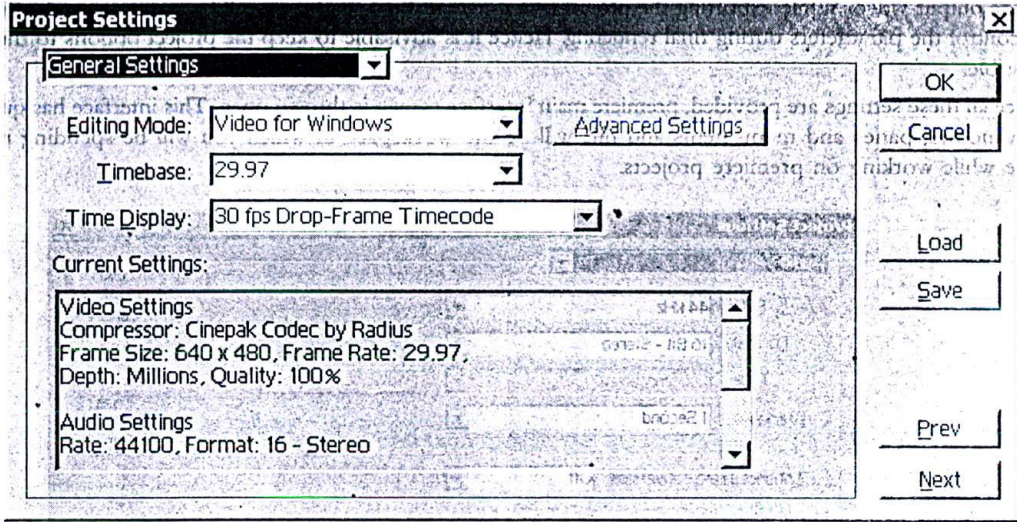 Project Settings
General Settings
OK
Editing Mode: Video for Windows
Advanced Settings
Cancel
Timebase: 29.97
Time Display: 30 fps Drop-Frame Timecode
Load
Current Settings:
Save
Video Settings
Compressor: Cinepak Codec by Radius
Frame Size: 640 x 480, Frame Rate: 29.97,
Depth: Millions, Quality: 100%
Audio Settings
Rate: 44100, Format: 16 - Stereo
Prev
Next